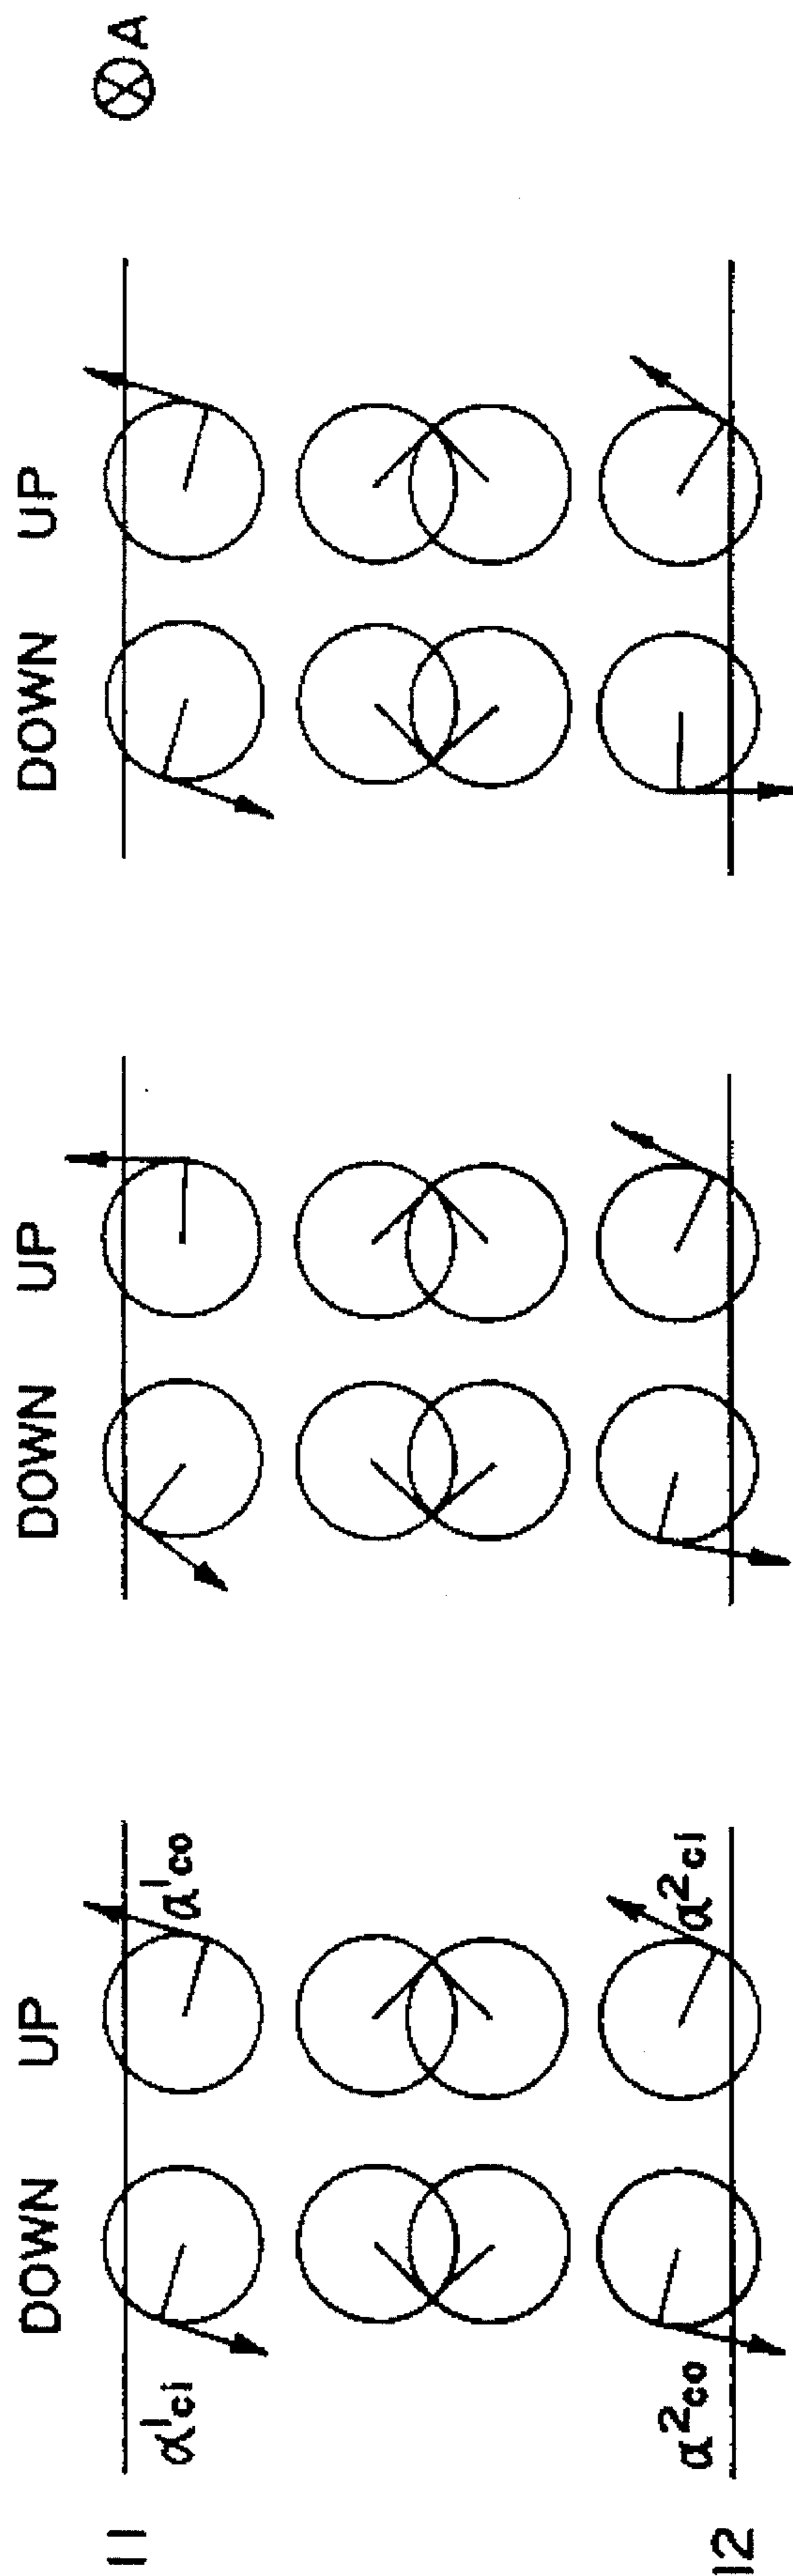 DOWN UP DOWN UP DOWN UP
11 α¹ci α¹co A
12 α²co α²ci